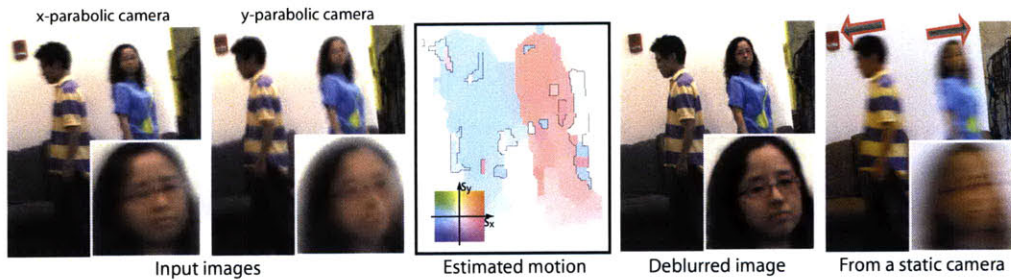 x-parabolic camera
y-parabolic camera
Sy
Sx
Input images
Estimated motion
Deblurred image
From a static camera